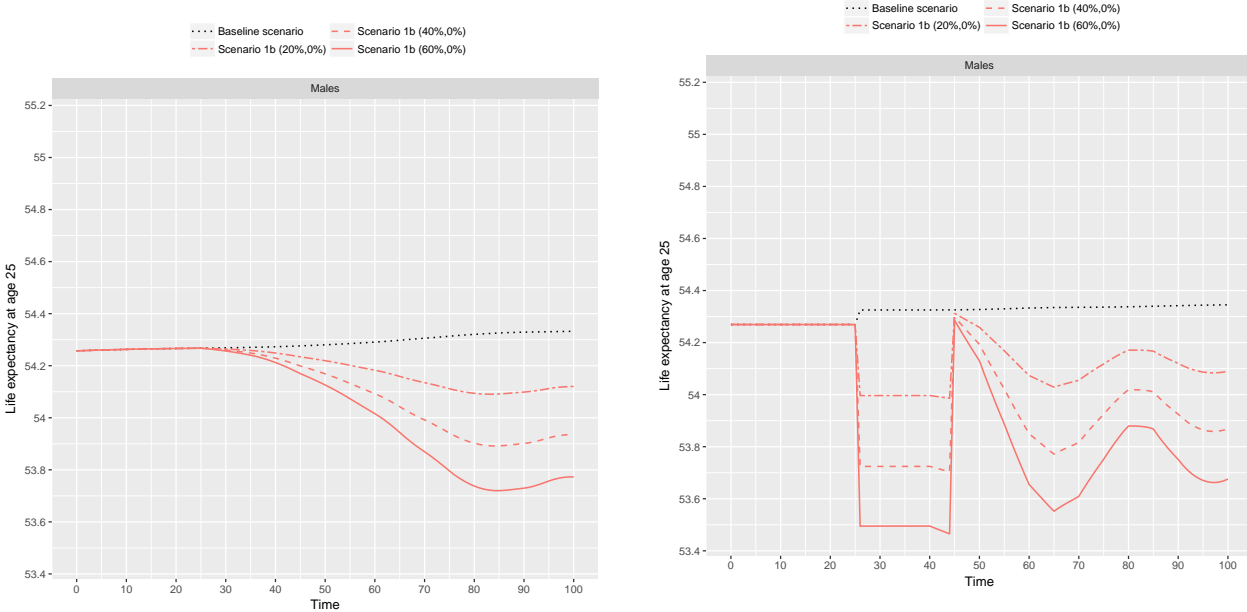 Baseline scenario
Scenario 1b (40%,0%)
Scenario 1b (20%,0%)
Scenario 1b (60%,0%)
Males
55.2
55
54.8
54.6
54.4
54.2
54
53.8
53.6
53.4
Life expectancy at age 25
0 10 20 30 40 50 60 70 80 90 100
Time
Baseline scenario
Scenario 1b (40%,0%)
Scenario 1b (20%,0%)
Scenario 1b (60%,0%)
Males
55.2
55
54.8
54.6
54.4
54.2
54
53.8
53.6
53.4
Life expectancy at age 25
0 10 20 30 40 50 60 70 80 90 100
Time